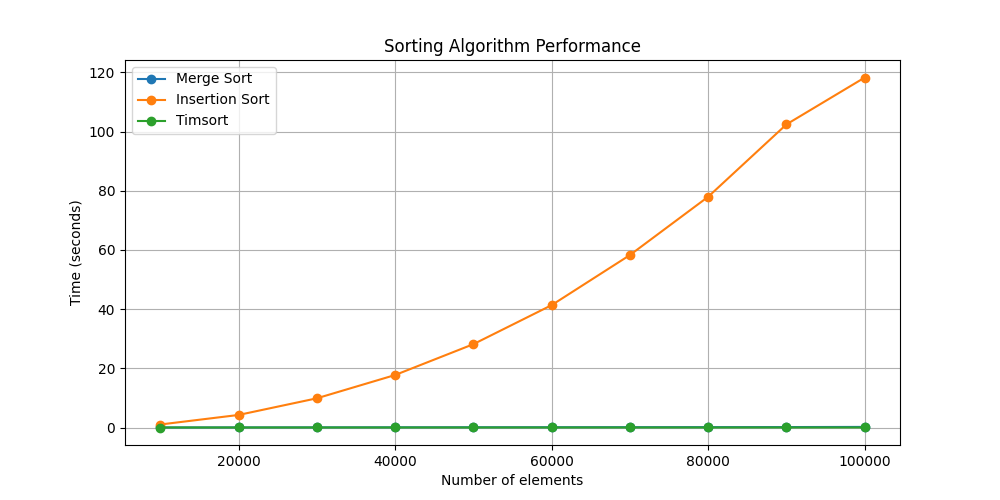 Sorting Algorithm Performance
Merge Sort
Insertion Sort
Timsort
Time (seconds)
120
100
80
60
40
20
0
20000 40000 60000 80000 100000
Number of elements